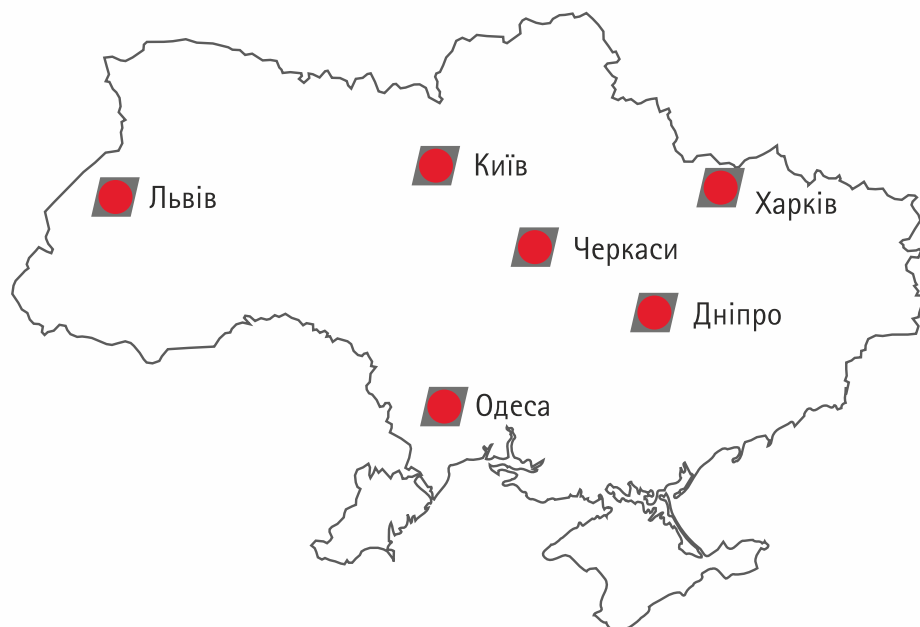 Київ
Львів
Харків
Черкаси
Дніпро
Одеса